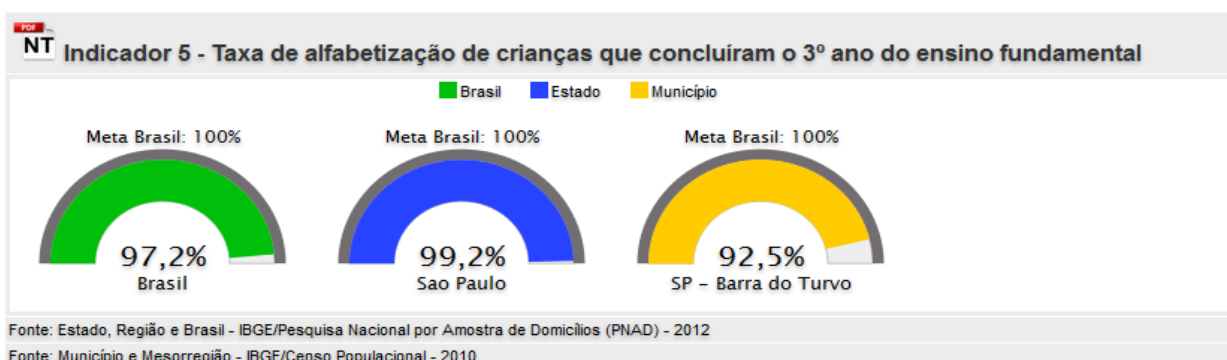 PDF
NT
Indicador 5 - Taxa de alfabetização de crianças que concluíram o 3º ano do ensino fundamental
Brasil Estado Município
Meta Brasil: 100% Meta Brasil: 100% Meta Brasil: 100%
97,2% 99,2% 92,5%
Brasil Sao Paulo SP - Barra do Turvo
Fonte: Estado, Região e Brasil - IBGE/Pesquisa Nacional por Amostra de Domicílios (PNAD) - 2012
Fonte: Município e Mesorregião - IBGE/Censo Populacional - 2010